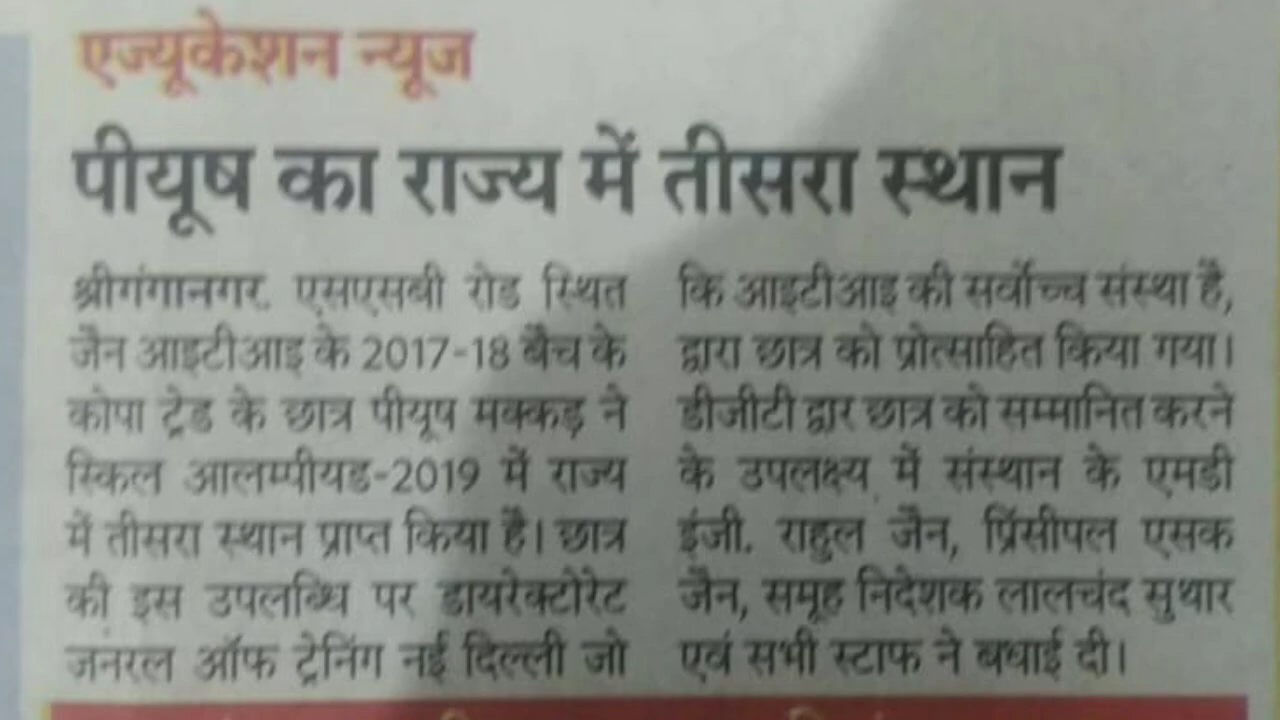 एज्यूकेशन न्यूज
पीयूष का राज्य में तीसरा स्थान
श्रीगंगानगर. एसएसबी रोड स्थित
जैन आइटीआइ के 2017-18 बैच के
कोपा ट्रेड के छात्र पीयूष मक्कड़ ने
स्किल आलम्पीयड-2019 में राज्य
में तीसरा स्थान प्राप्त किया है। छात्र
की इस उपलब्धि पर डायरेक्टोरेट
जनरल ऑफ ट्रेनिंग नई दिल्ली जो
कि आइटीआइ की सर्वोच्च संस्था है,
द्वारा छात्र को प्रोत्साहित किया गया।
डीजीटी द्वार छात्र को सम्मानित करने
के उपलक्ष्य में संस्थान के एमडी
इंजी. राहुल जैन, प्रिंसीपल एसक
जैन, समूह निदेशक लालचंद सुथार
एवं सभी स्टाफ ने बधाई दी।